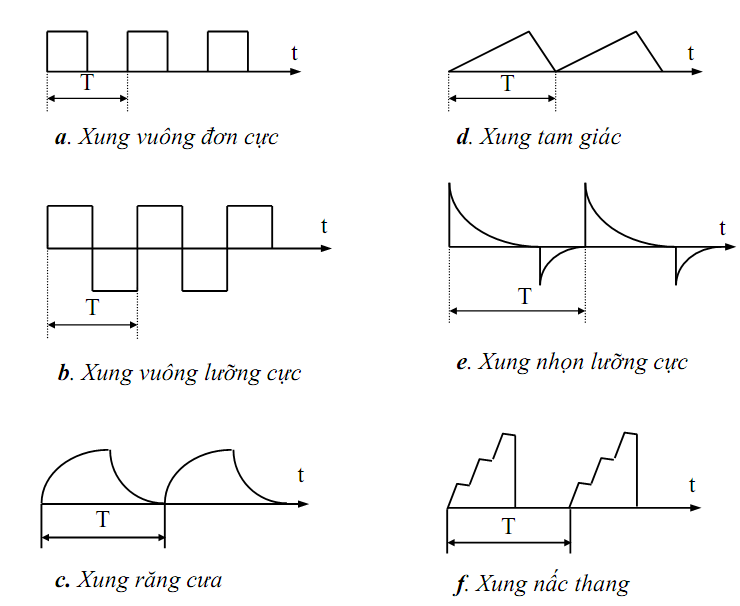 t
T
a. Xung vuông đơn cực
t
T
d. Xung tam giác
t
T
b. Xung vuông lưỡng cực
t
T
e. Xung nhọn lưỡng cực
t
T
c. Xung răng cưa
t
T
f. Xung nấc thang